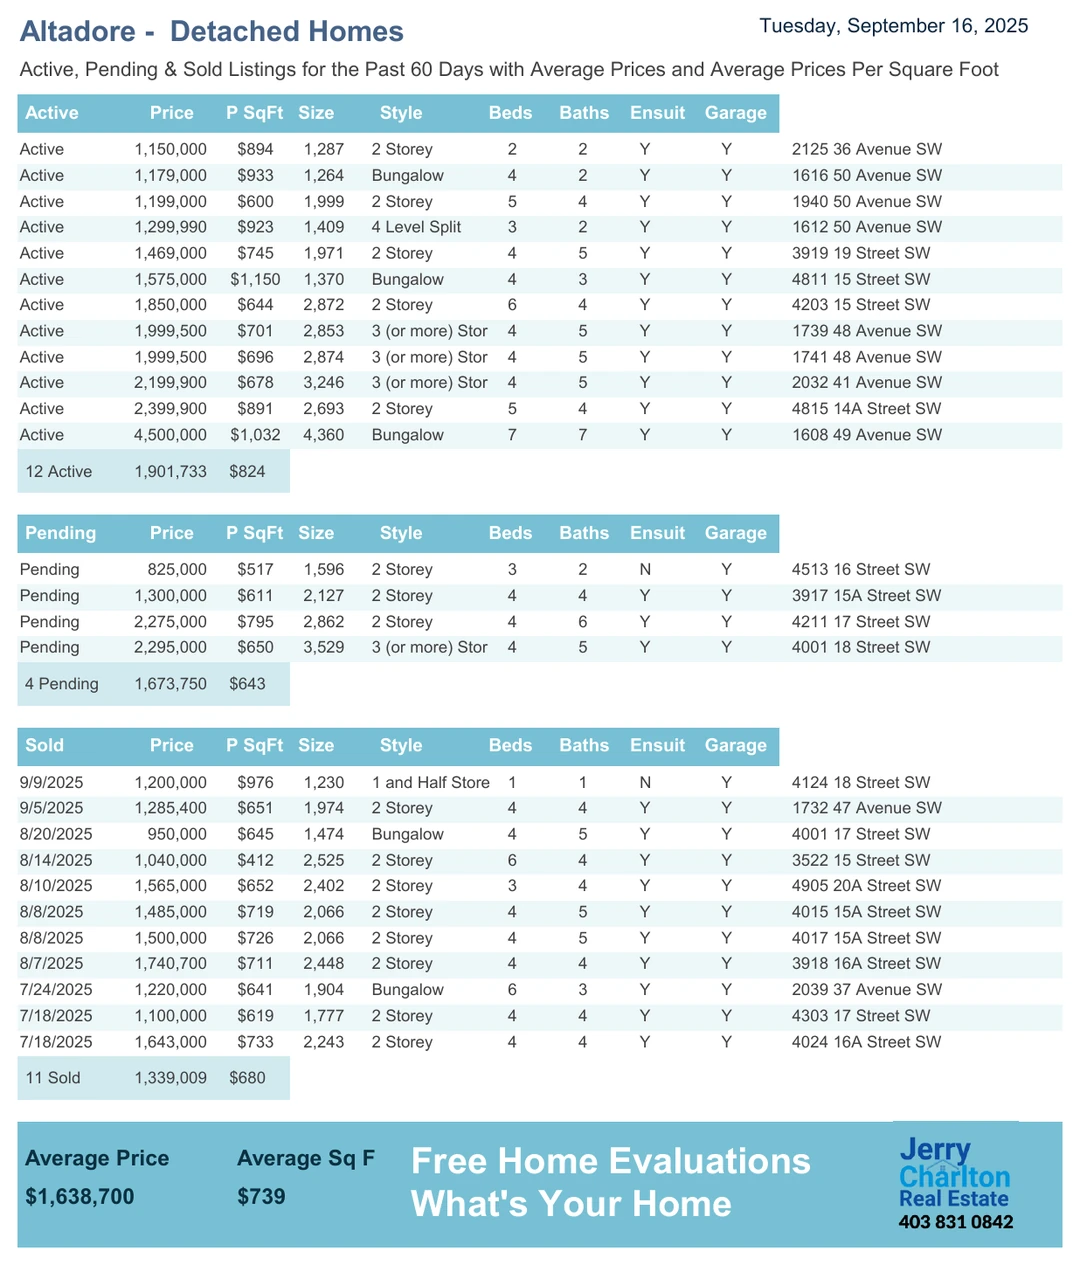 Altadore -  Detached Homes
Tuesday, September 16, 2025
Active, Pending & Sold Listings for the Past 60 Days with Average Prices and Average Prices Per Square Foot
Active Price P SqFt Size Style Beds Baths Ensuit Garage
Active 1,150,000 $894 1,287 2 Storey 2 2 Y Y 2125 36 Avenue SW
Active 1,179,000 $933 1,264 Bungalow 4 2 Y Y 1616 50 Avenue SW
Active 1,199,000 $600 1,999 2 Storey 5 4 Y Y 1940 50 Avenue SW
Active 1,299,990 $923 1,409 4 Level Split 3 2 Y Y 1612 50 Avenue SW
Active 1,469,000 $745 1,971 2 Storey 4 5 Y Y 3919 19 Street SW
Active 1,575,000 $1,150 1,370 Bungalow 4 3 Y Y 4811 15 Street SW
Active 1,850,000 $644 2,872 2 Storey 6 4 Y Y 4203 15 Street SW
Active 1,999,500 $701 2,853 3 (or more) Stor 4 5 Y Y 1739 48 Avenue SW
Active 1,999,500 $696 2,874 3 (or more) Stor 4 5 Y Y 1741 48 Avenue SW
Active 2,199,900 $678 3,246 3 (or more) Stor 4 5 Y Y 2032 41 Avenue SW
Active 2,399,900 $891 2,693 2 Storey 5 4 Y Y 4815 14A Street SW
Active 4,500,000 $1,032 4,360 Bungalow 7 7 Y Y 1608 49 Avenue SW
12 Active 1,901,733 $824
Pending Price P SqFt Size Style Beds Baths Ensuit Garage
Pending 825,000 $517 1,596 2 Storey 3 2 N Y 4513 16 Street SW
Pending 1,300,000 $611 2,127 2 Storey 4 4 Y Y 3917 15A Street SW
Pending 2,275,000 $795 2,862 2 Storey 4 6 Y Y 4211 17 Street SW
Pending 2,295,000 $650 3,529 3 (or more) Stor 4 5 Y Y 4001 18 Street SW
4 Pending 1,673,750 $643
Sold Price P SqFt Size Style Beds Baths Ensuit Garage
9/9/2025 1,200,000 $976 1,230 1 and Half Store 1 1 N Y 4124 18 Street SW
9/5/2025 1,285,400 $651 1,974 2 Storey 4 4 Y Y 1732 47 Avenue SW
8/20/2025 950,000 $645 1,474 Bungalow 4 5 Y Y 4001 17 Street SW
8/14/2025 1,040,000 $412 2,525 2 Storey 6 4 Y Y 3522 15 Street SW
8/10/2025 1,565,000 $652 2,402 2 Storey 3 4 Y Y 4905 20A Street SW
8/8/2025 1,485,000 $719 2,066 2 Storey 4 5 Y Y 4015 15A Street SW
8/8/2025 1,500,000 $726 2,066 2 Storey 4 5 Y Y 4017 15A Street SW
8/7/2025 1,740,700 $711 2,448 2 Storey 4 4 Y Y 3918 16A Street SW
7/24/2025 1,220,000 $641 1,904 Bungalow 6 3 Y Y 2039 37 Avenue SW
7/18/2025 1,100,000 $619 1,777 2 Storey 4 4 Y Y 4303 17 Street SW
7/18/2025 1,643,000 $733 2,243 2 Storey 4 4 Y Y 4024 16A Street SW
11 Sold 1,339,009 $680
Average Price Average Sq F
$1,638,700 $739
Free Home Evaluations
What's Your Home
Jerry
Charlton
Real Estate
403 831 0842